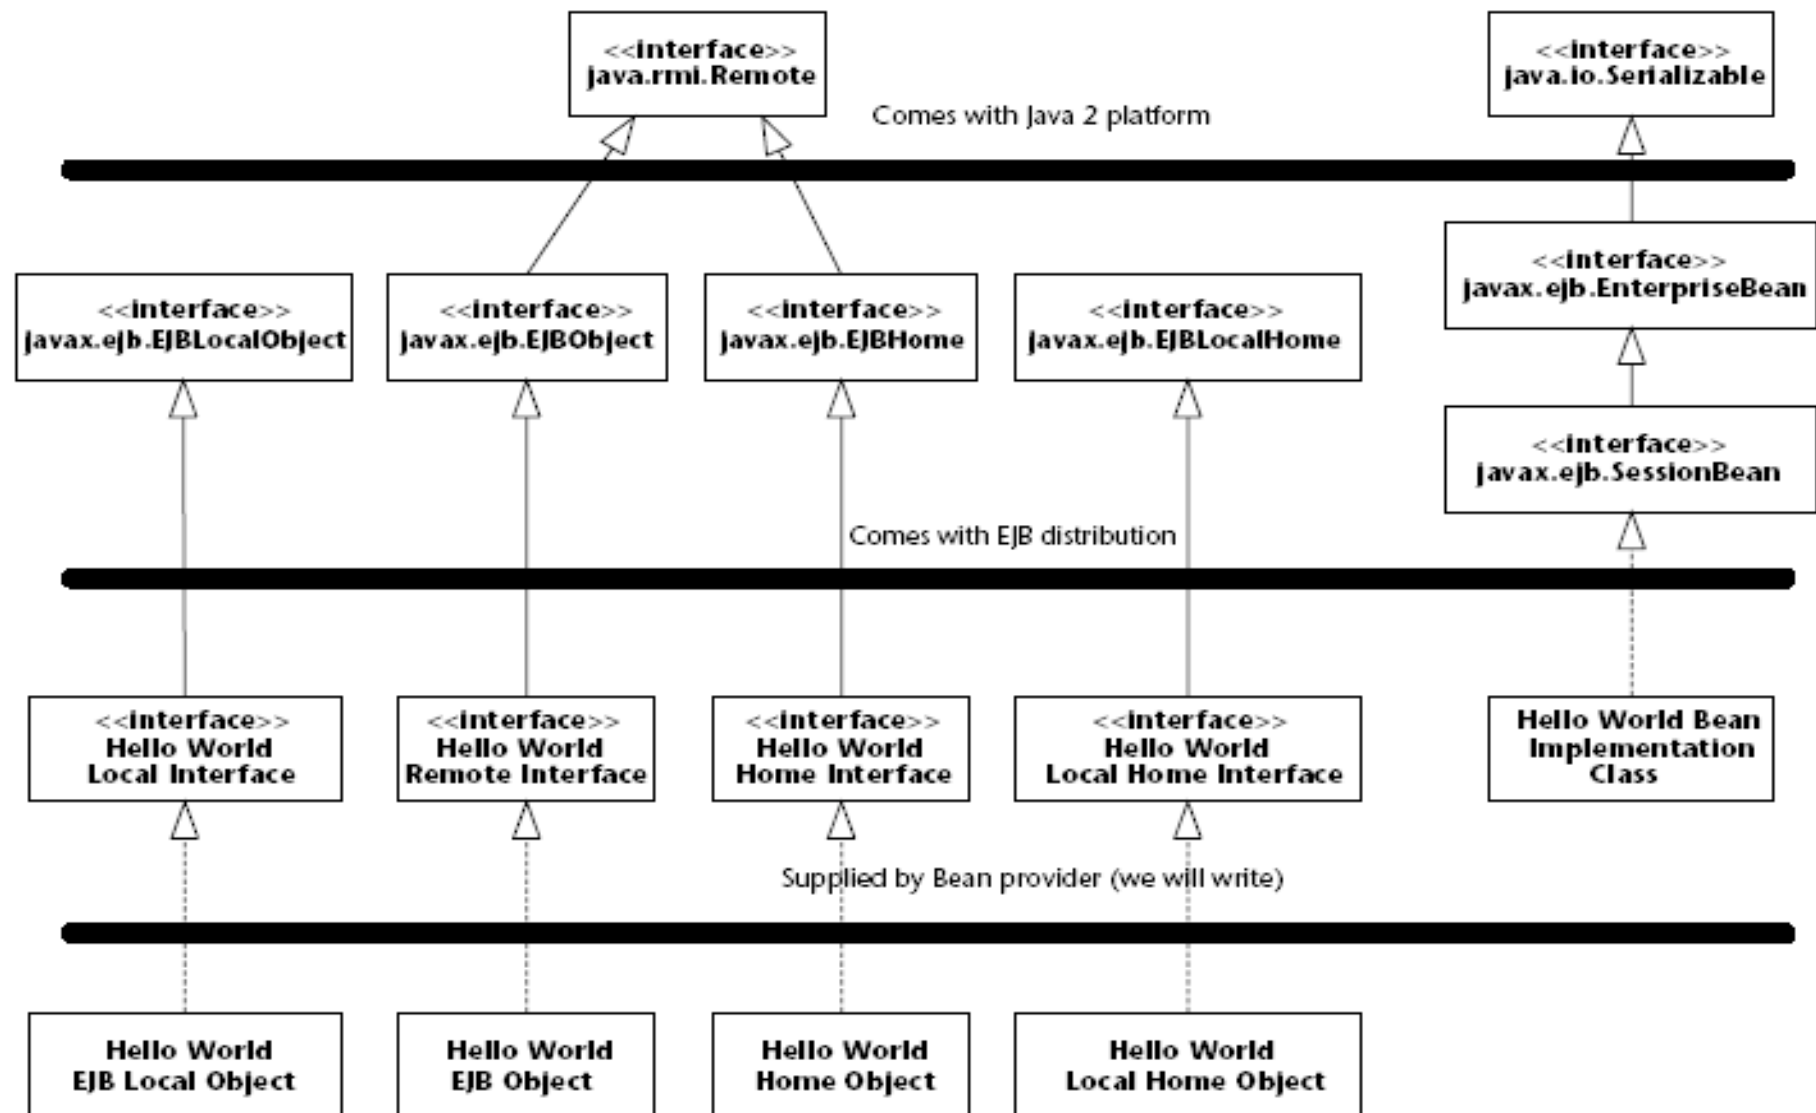 <<interface>>
java.rmi.Remote
<<interface>>
java.io.Serializable
Comes with Java 2 platform
<<interface>>
javax.ejb.EnterpriseBean
<<interface>>
javax.ejb.EJBLocalObject
<<interface>>
javax.ejb.EJBObject
<<interface>>
javax.ejb.EJBHome
<<interface>>
javax.ejb.EJBLocalHome
<<interface>>
javax.ejb.SessionBean
Comes with EJB distribution
<<interface>>
Hello World
Local Interface
<<interface>>
Hello World
Remote Interface
<<interface>>
Hello World
Home Interface
<<interface>>
Hello World
Local Home Interface
Hello World Bean
Implementation
Class
Supplied by Bean provider (we will write)
Hello World
EJB Local Object
Hello World
EJB Object
Hello World
Home Object
Hello World
Local Home Object